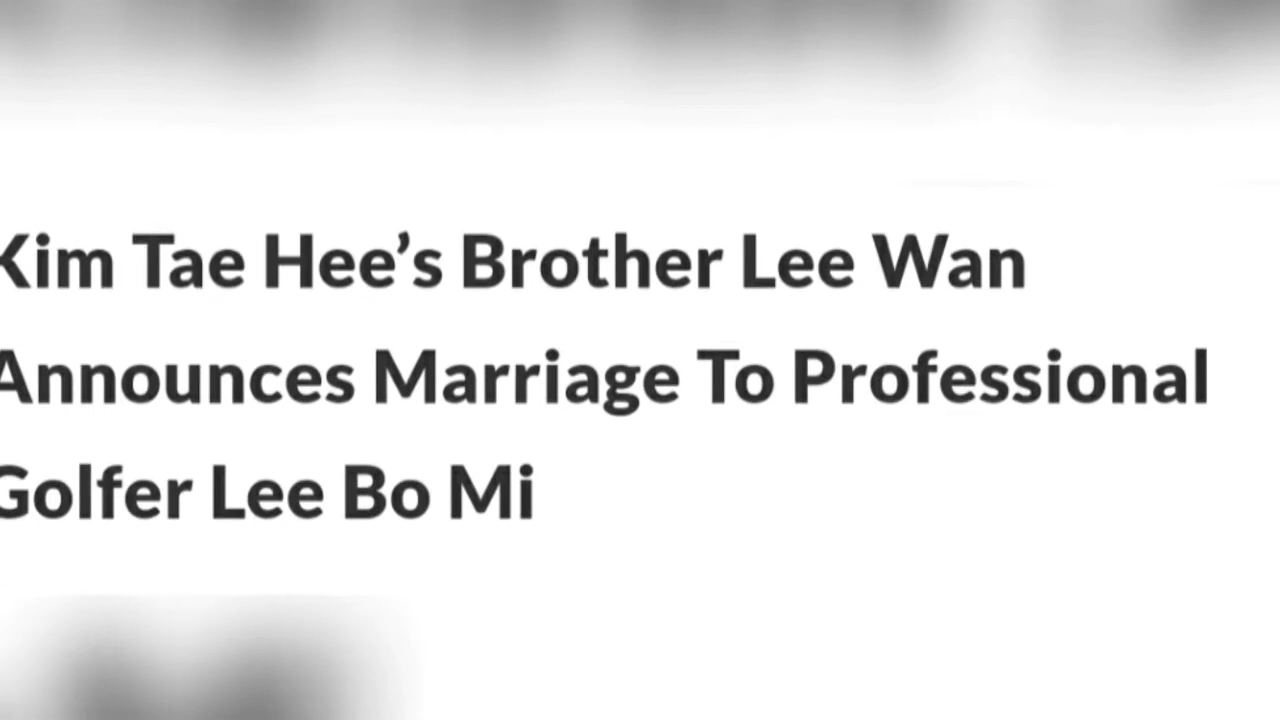 Kim Tae Hee’s Brother Lee Wan
Announces Marriage To Professional
Golfer Lee Bo Mi